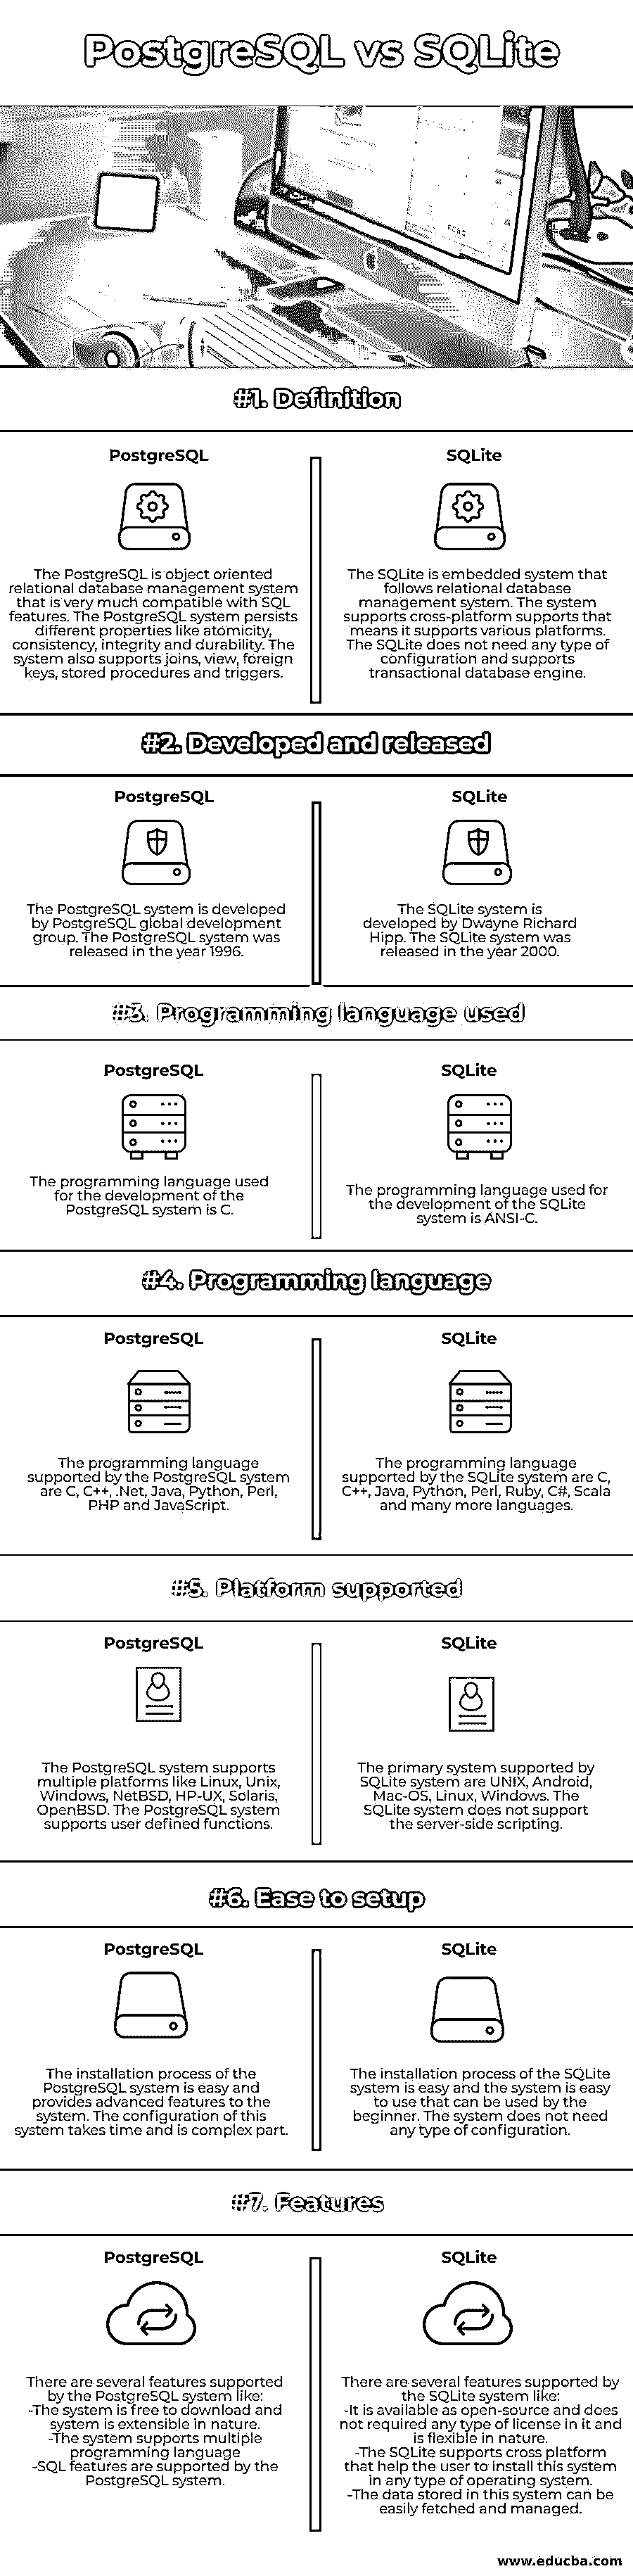 PostgreSQL vs SQLite
#1. Definition
PostgreSQL
The PostgreSQL is object oriented
relational database management system
that is very much compatible with SQL
features. The PostgreSQL system persists
different properties like atomicity,
consistency, integrity and durability. The
system also supports joins, view, foreign
keys, stored procedures and triggers.
SQLite
The SQLite is embedded system that
follows relational database
management system. The system
supports cross-platform supports that
means it supports various platforms.
The SQLite does not need any type of
configuration and supports
transactional database engine.
#2. Developed and released
PostgreSQL
The PostgreSQL system is developed
by PostgreSQL global development
group. The PostgreSQL system was
released in the year 1996.
SQLite
The SQLite system is
developed by Dwayne Richard
Hipp. The SQLite system was
released in the year 2000.
#3. Programming language used
PostgreSQL
The programming language used
for the development of the
PostgreSQL system is C.
SQLite
The programming language used for
the development of the SQLite
system is ANSI-C.
#4. Programming language
PostgreSQL
The programming language
supported by the PostgreSQL system
are C, C++, .Net, Java, Python, Perl,
PHP and JavaScript.
SQLite
The programming language
supported by the SQLite system are C,
C++, Java, Python, Perl, Ruby, C#, Scala
and many more languages.
#5. Platform supported
PostgreSQL
The PostgreSQL system supports
multiple platforms like Linux, Unix,
Windows, NetBSD, HP-UX, Solaris,
OpenBSD. The PostgreSQL system
supports user defined functions.
SQLite
The primary system supported by
SQLite system are UNIX, Android,
Mac-OS, Linux, Windows. The
SQLite system does not support
the server-side scripting.
#6. Ease to setup
PostgreSQL
The installation process of the
PostgreSQL system is easy and
provides advanced features to the
system. The configuration of this
system takes time and is complex part.
SQLite
The installation process of the SQLite
system is easy and the system is easy
to use that can be used by the
beginner. The system does not need
any type of configuration.
#7. Features
PostgreSQL
There are several features supported
by the PostgreSQL system like:
-The system is free to download and
system is extensible in nature.
-The system supports multiple
programming language
-SQL features are supported by the
PostgreSQL system.
SQLite
There are several features supported by
the SQLite system like:
-It is available as open-source and does
not required any type of license in it and
is flexible in nature.
-The SQLite supports cross platform
that help the user to install this system
in any type of operating system.
-The data stored in this system can be
easily fetched and managed.
www.educba.com